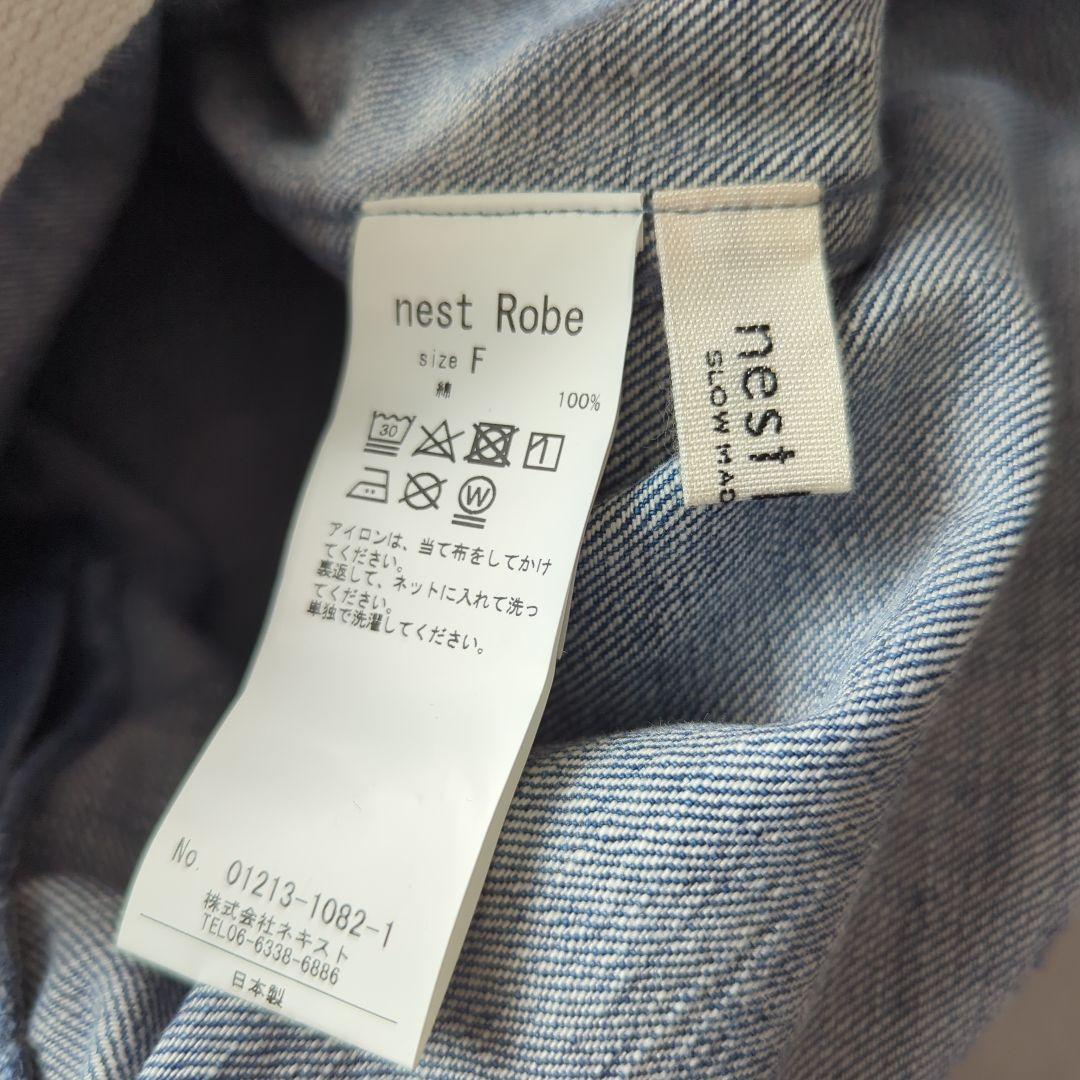 nest Robe
size F
綿 100%
30
W
アイロンは、当て布をしてかけ
てください。
裏返して、ネットに入れて洗っ
てください。
単独で洗濯してください。
No. 01213-1082-1
株式会社ネキスト
TEL06-6338-6886
日本製
nest
SLOW MAD